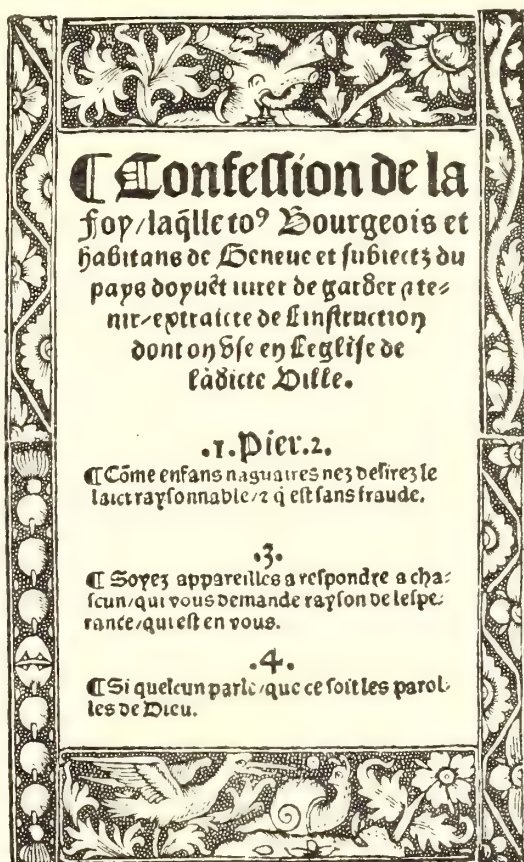 ¶ Confession de la
foy/laq̃lle toꝰ Bourgeois et
habitans de Geneue et subiectz du
pays doyuẽt iurer de garder ⁊ te⸗
nir/extraicte de Linstruction
dont on vse en Leglise de
ladicte Ville.
.1.Pier.2.
¶ Cõme enfans naguaires nez desirez le
laict raysonnable/⁊ q̇ est sans fraude.
.3.
¶ Soyez appareilles a respondre a cha⸗
scun/qui vous demande rayson de lespe⸗
rance/qui est en vous.
.4.
¶ Si quelcun parle/que ce soit les parol⸗
les de Dieu.